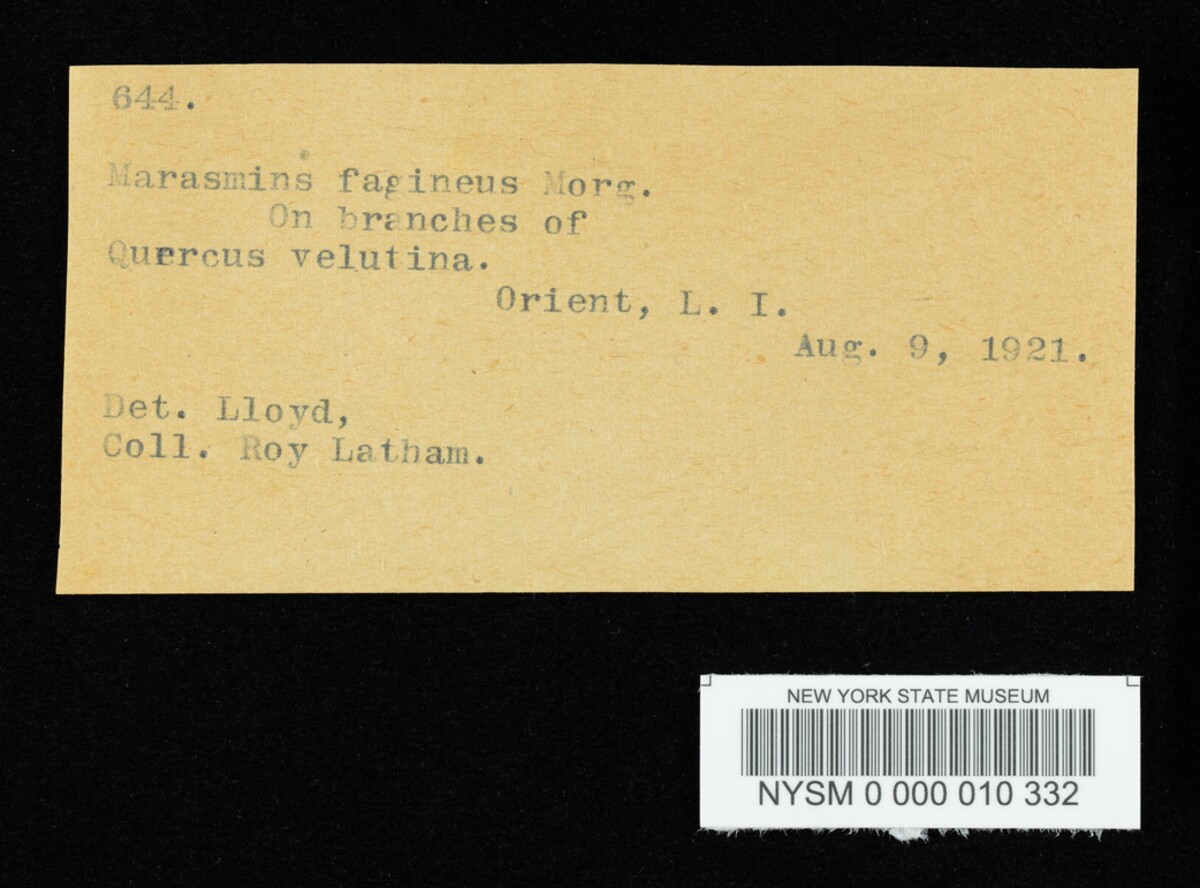 644.
Marasmins fagineus Morg.
On branches of
Quercus velutina.
Orient, L. I.
Aug. 9, 1921.
Det. Lloyd,
Coll. Roy Latham.
NEW YORK STATE MUSEUM
NYSM 0 000 010 332